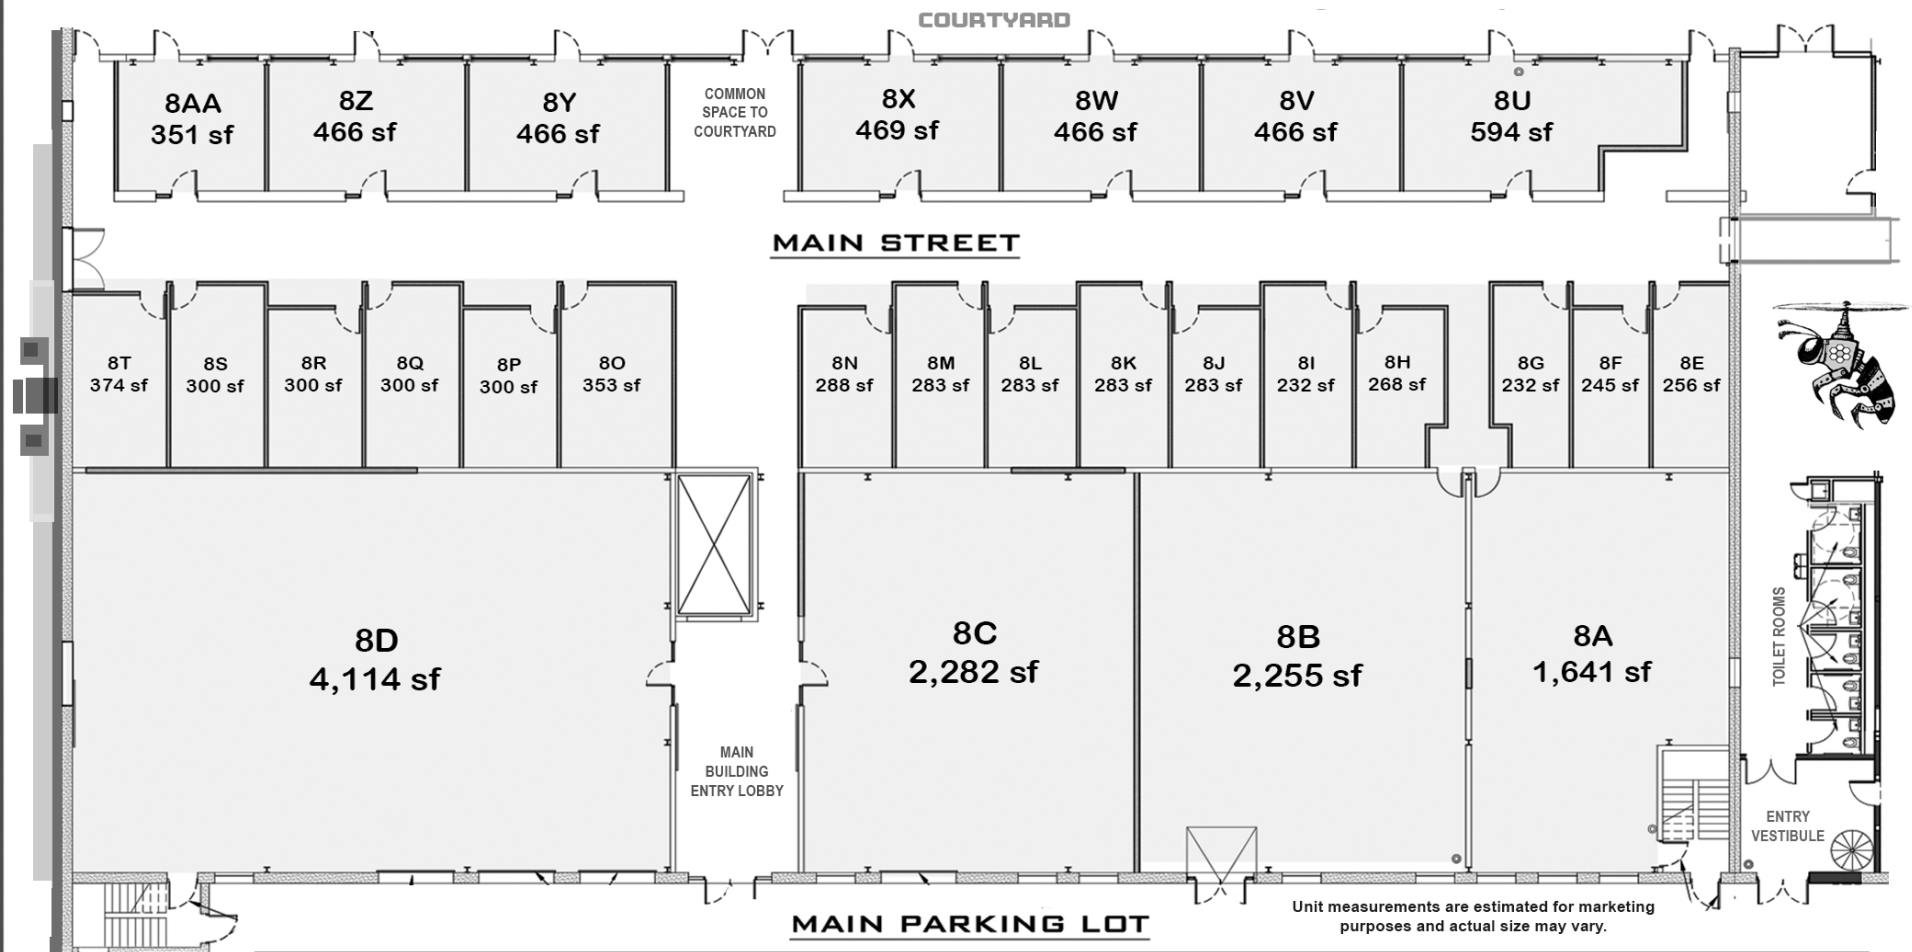 COURTYARD
8AA
351 sf
8Z
466 sf
8Y
466 sf
COMMON
SPACE TO
COURTYARD
8X
469 sf
8W
466 sf
8V
466 sf
8U
594 sf
MAIN STREET
8T
374 sf
8S
300 sf
8R
300 sf
8Q
300 sf
8P
300 sf
8O
353 sf
8N
288 sf
8M
283 sf
8L
283 sf
8K
283 sf
8J
283 sf
8I
232 sf
8H
268 sf
8G
232 sf
8F
245 sf
8E
256 sf
8D
4,114 sf
8C
2,282 sf
8B
2,255 sf
8A
1,641 sf
TOILET ROOMS
MAIN
BUILDING
ENTRY LOBBY
ENTRY
VESTIBULE
MAIN PARKING LOT
Unit measurements are estimated for marketing
purposes and actual size may vary.